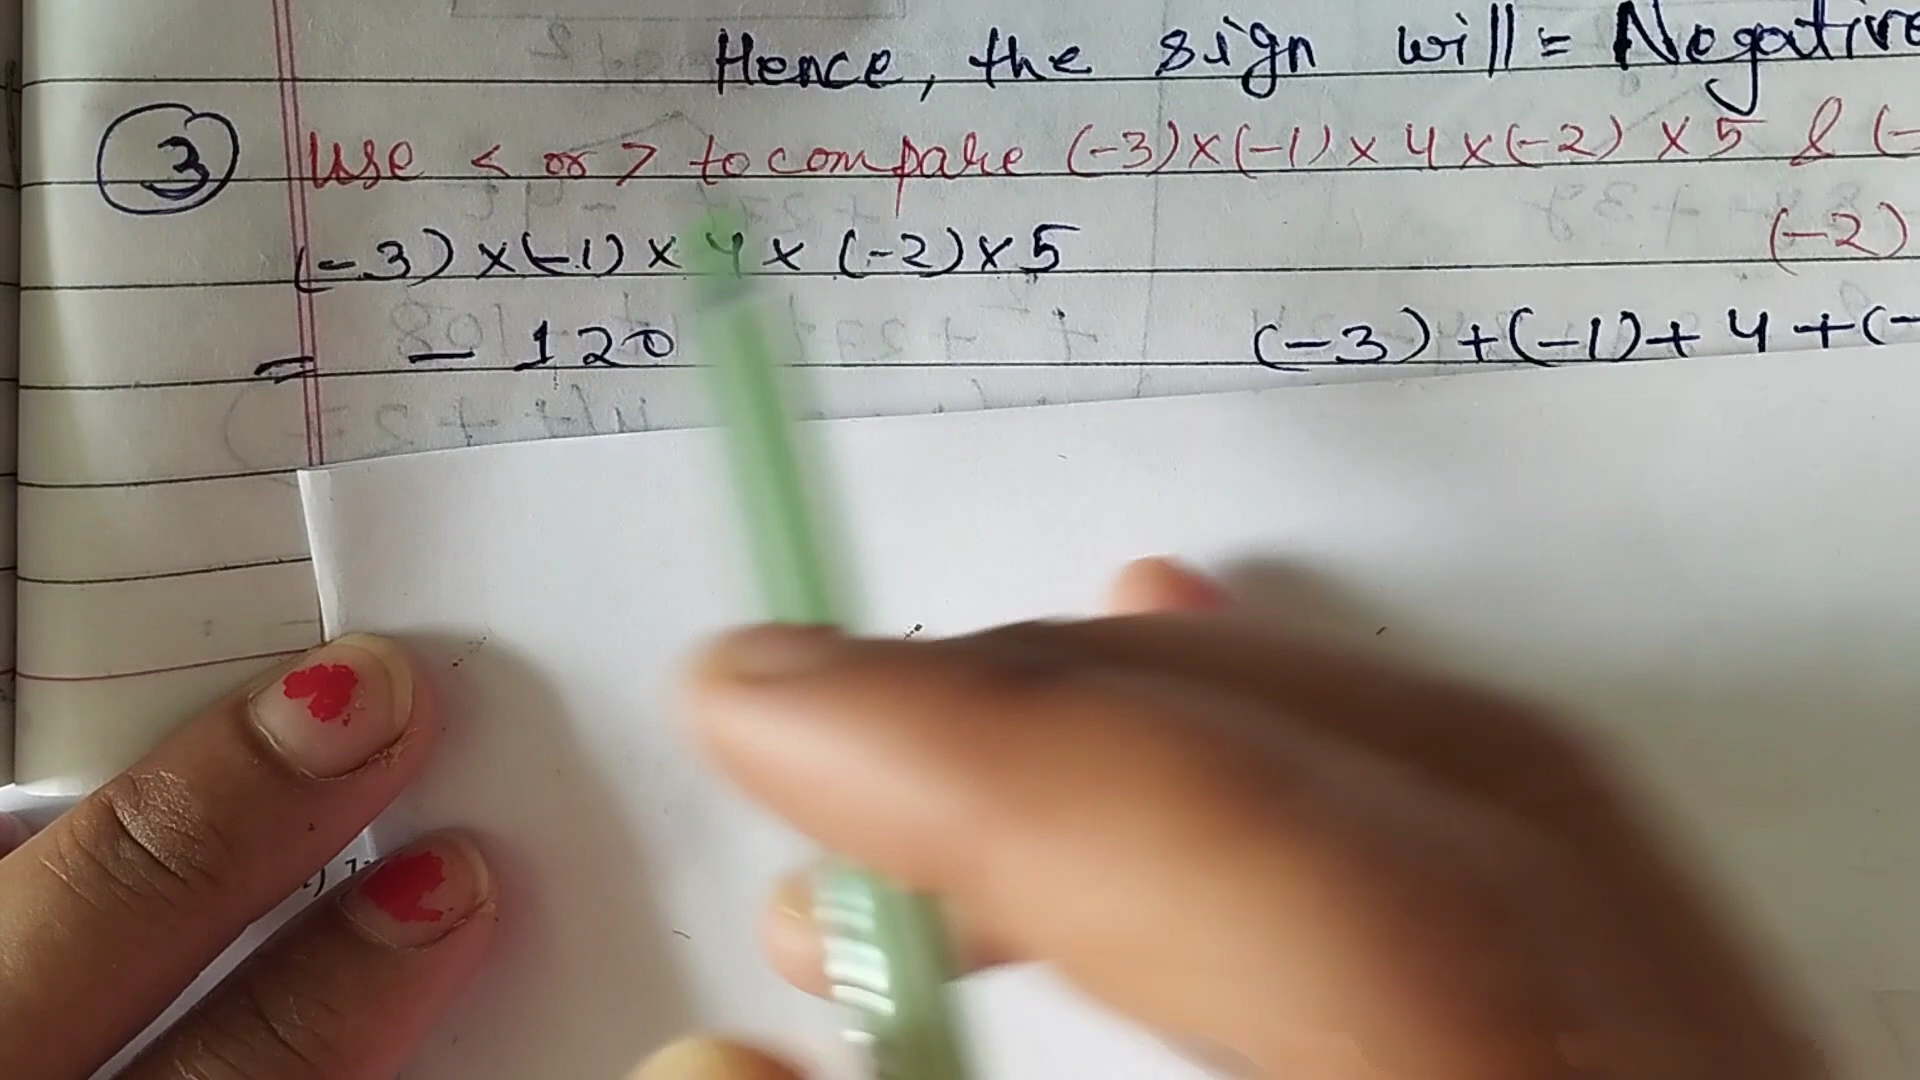 Hence, the sign will = Negative
3 Use < or > to compare (-3)×(-1)×4×(-2)×5 & (-
(-2)
(-3)×(-1)×4×(-2)×5
= -120 (-3)+(-1)+4+(-